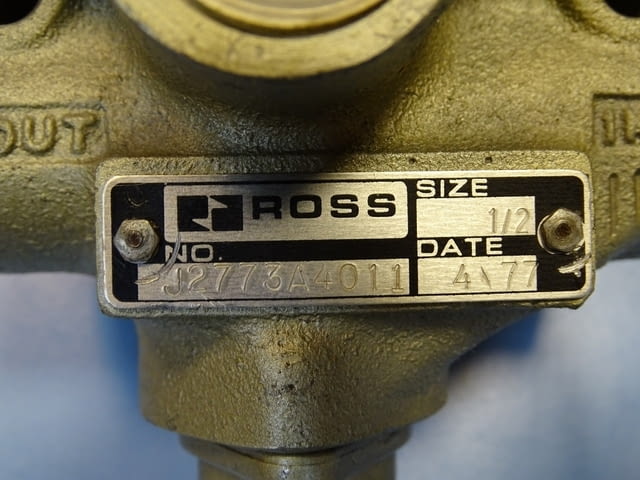 OUT
ROSS
SIZE
1/2
NO.
DATE
J2773A4011
4\77